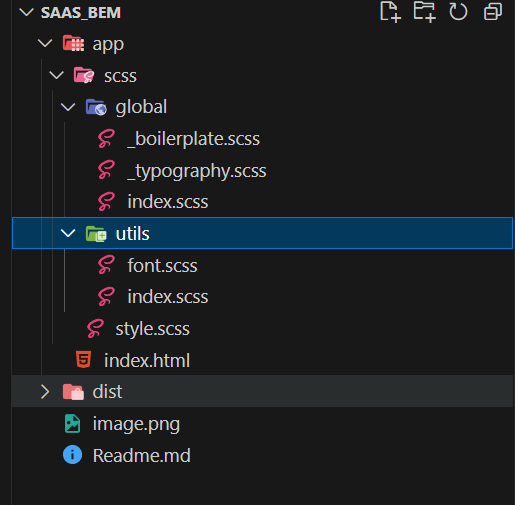 SAAS_BEM
app
scss
global
_boilerplate.scss
_typography.scss
index.scss
utils
font.scss
index.scss
style.scss
index.html
dist
image.png
Readme.md